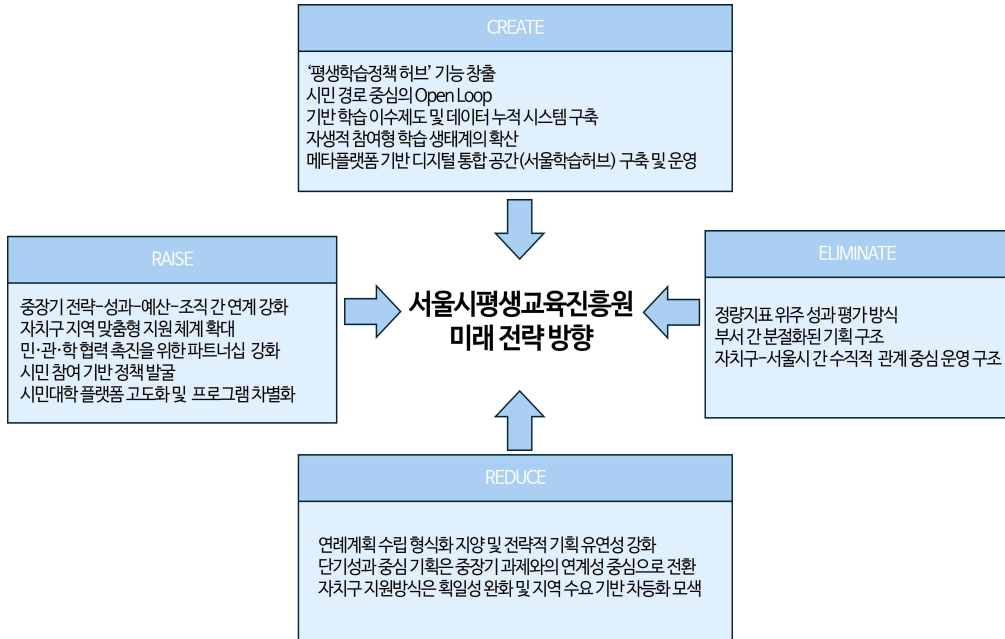 CREATE
‘평생학습정책 허브’ 기능 창출
시민 경로 중심의 Open Loop
기반 학습 이수제도 및 데이터 누적 시스템 구축
자생적 참여형 학습 생태계의 확산
메타플랫폼 기반 디지털 통합 공간(서울학습허브) 구축 및 운영
RAISE
중장기 전략-성과-예산-조직 간 연계 강화
자치구 지역 맞춤형 지원 체계 확대
민·관·학 협력 촉진을 위한 파트너십 강화
시민 참여 기반 정책 발굴
시민대학 플랫폼 고도화 및 프로그램 차별화
서울시평생교육진흥원
미래 전략 방향
ELIMINATE
정량지표 위주 성과 평가 방식
부서 간 분절화된 기획 구조
자치구-서울시 간 수직적 관계 중심 운영 구조
REDUCE
연례계획 수립 형식화 지양 및 전략적 기획 유연성 강화
단기성과 중심 기획은 중장기 과제와의 연계성 중심으로 전환
자치구 지원방식은 획일성 완화 및 지역 수요 기반 차등화 모색